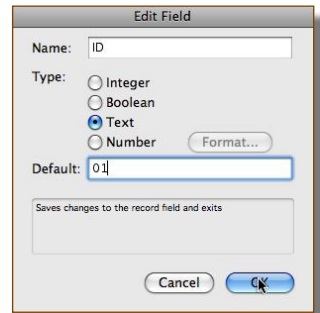 Edit Field
Name: ID
Type: Integer
Boolean
Text
Number Format...
Default: 01
Saves changes to the record field and exits
Cancel OK